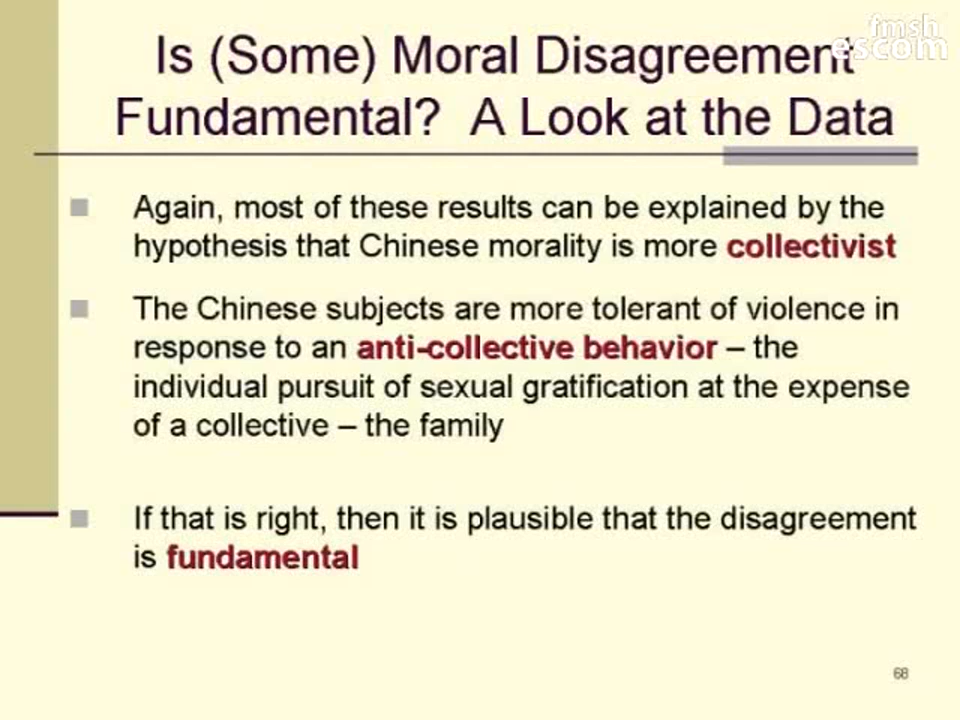 fmsh
escom
Is (Some) Moral Disagreement
Fundamental? A Look at the Data
Again, most of these results can be explained by the
hypothesis that Chinese morality is more collectivist
The Chinese subjects are more tolerant of violence in
response to an anti-collective behavior – the
individual pursuit of sexual gratification at the expense
of a collective – the family
If that is right, then it is plausible that the disagreement
is fundamental
68